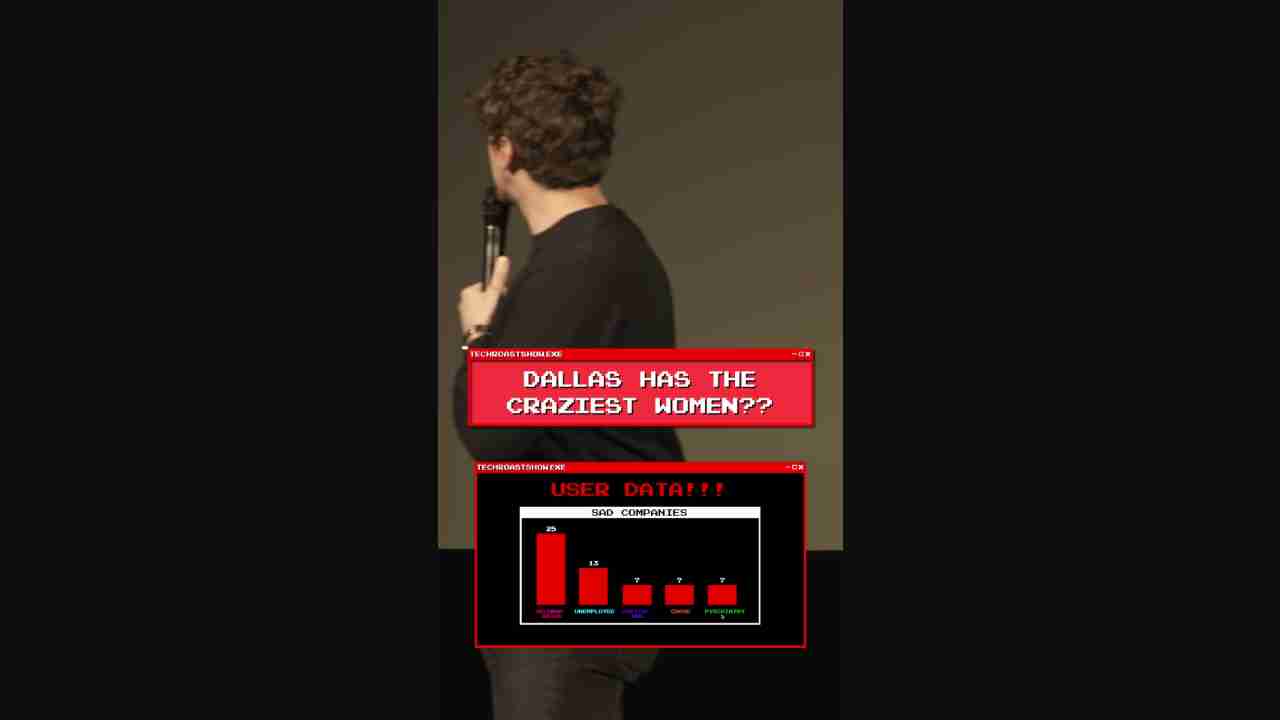 TECHROASTSHOW.EXE
DALLAS HAS THE
CRAZIEST WOMEN??
TECHROASTSHOW.EXE
USER DATA!!!
SAD COMPANIES
25
13
7
7
7
UNEMPLOYED